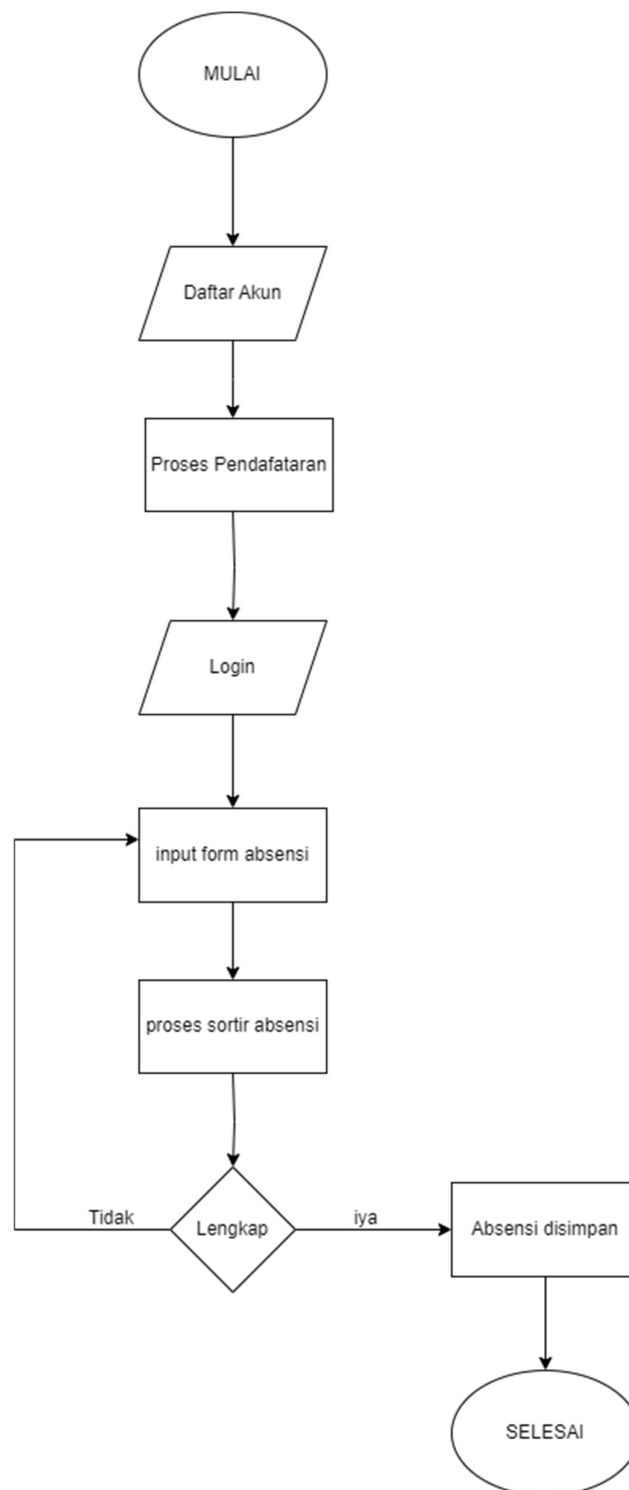 MULAI
Daftar Akun
Proses Pendafataran
Login
input form absensi
proses sortir absensi
Tidak
Lengkap
iya
Absensi disimpan
SELESAI